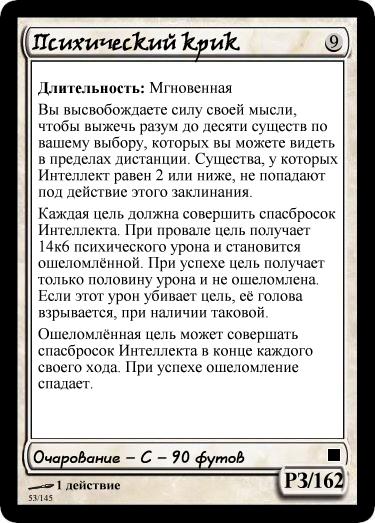 Психический крик 9
Длительность: Мгновенная
Вы высвобождаете силу своей мысли,
чтобы выжечь разум до десяти существ по
вашему выбору, которых вы можете видеть
в пределах дистанции. Существа, у которых
Интеллект равен 2 или ниже, не попадают
под действие этого заклинания.
Каждая цель должна совершить спасбросок
Интеллекта. При провале цель получает
14к6 психического урона и становится
ошеломлённой. При успехе цель получает
только половину урона и не ошеломлена.
Если этот урон убивает цель, её голова
взрывается, при наличии таковой.
Ошеломлённая цель может совершать
спасбросок Интеллекта в конце каждого
своего хода. При успехе ошеломление
спадает.
Очарование – С – 90 футов
1 действие
РЗ/162
53/145